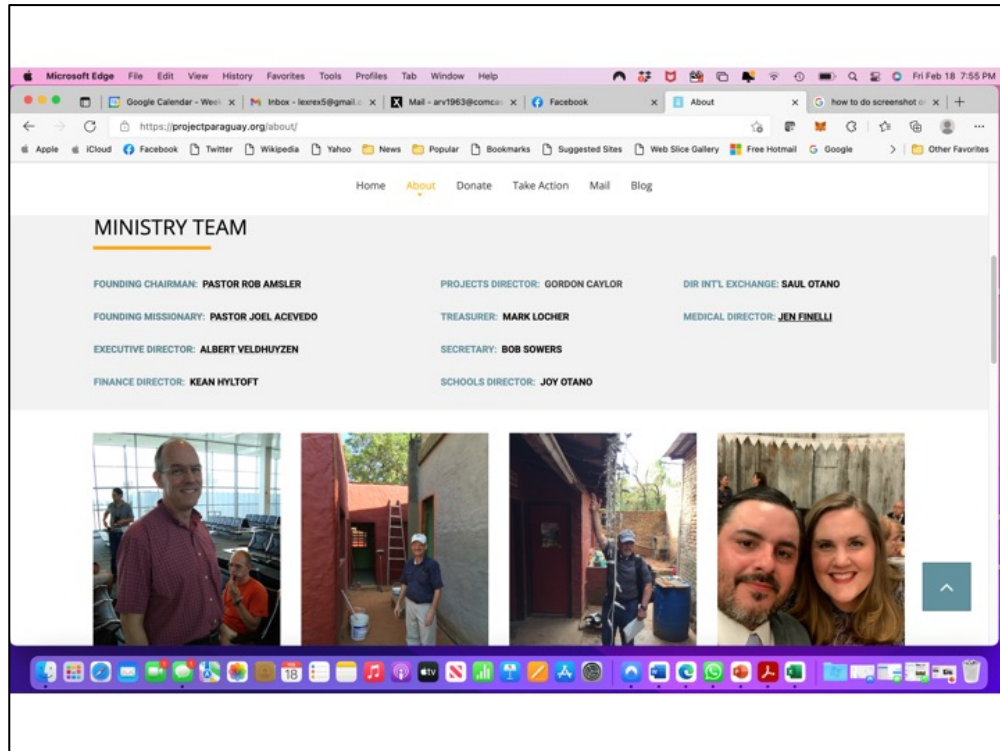 Microsoft Edge File Edit View History Favorites Tools Profiles Tab Window Help Fri Feb 18 7:55 PM
Google Calendar - Week Inbox - lexrex5@gmail.c Mail - arv1963@comcas Facebook About how to do screenshot o
https://projectparaguay.org/about/
Apple iCloud Facebook Twitter Wikipedia Yahoo News Popular Bookmarks Suggested Sites Web Slice Gallery Free Hotmail Google Other Favorites
Home About Donate Take Action Mail Blog
MINISTRY TEAM
FOUNDING CHAIRMAN: PASTOR ROB AMSLER PROJECTS DIRECTOR: GORDON CAYLOR DIR INT'L EXCHANGE: SAUL OTANO
FOUNDING MISSIONARY: PASTOR JOEL ACEVEDO TREASURER: MARK LOCHER MEDICAL DIRECTOR: JEN FINELLI
EXECUTIVE DIRECTOR: ALBERT VELDHUYZEN SECRETARY: BOB SOWERS
FINANCE DIRECTOR: KEAN HYLTOFT SCHOOLS DIRECTOR: JOY OTANO
18 tv